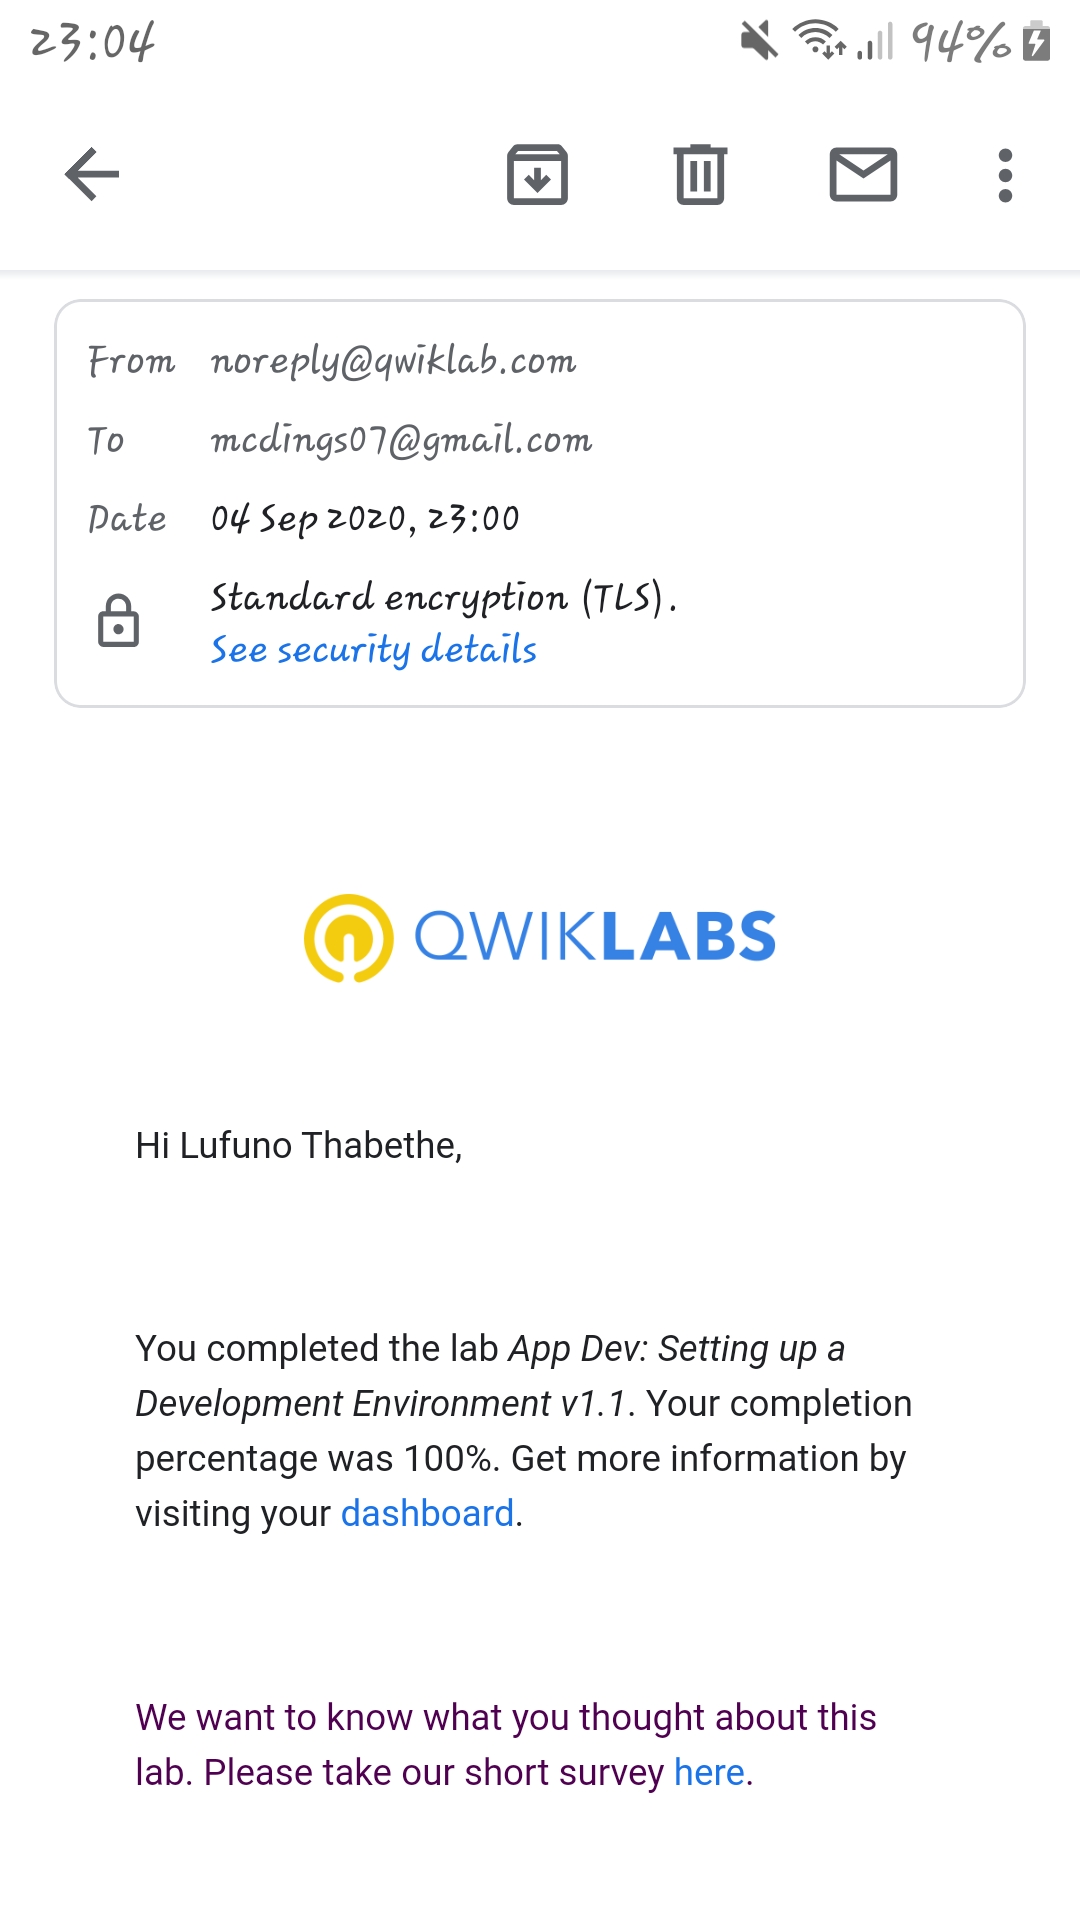 23:04 94%
From noreply@qwiklab.com
To mcdings07@gmail.com
Date 04 Sep 2020, 23:00
Standard encryption (TLS).
See security details
QWIKLABS
Hi Lufuno Thabethe,
You completed the lab App Dev: Setting up a
Development Environment v1.1. Your completion
percentage was 100%. Get more information by
visiting your dashboard.
We want to know what you thought about this
lab. Please take our short survey here.